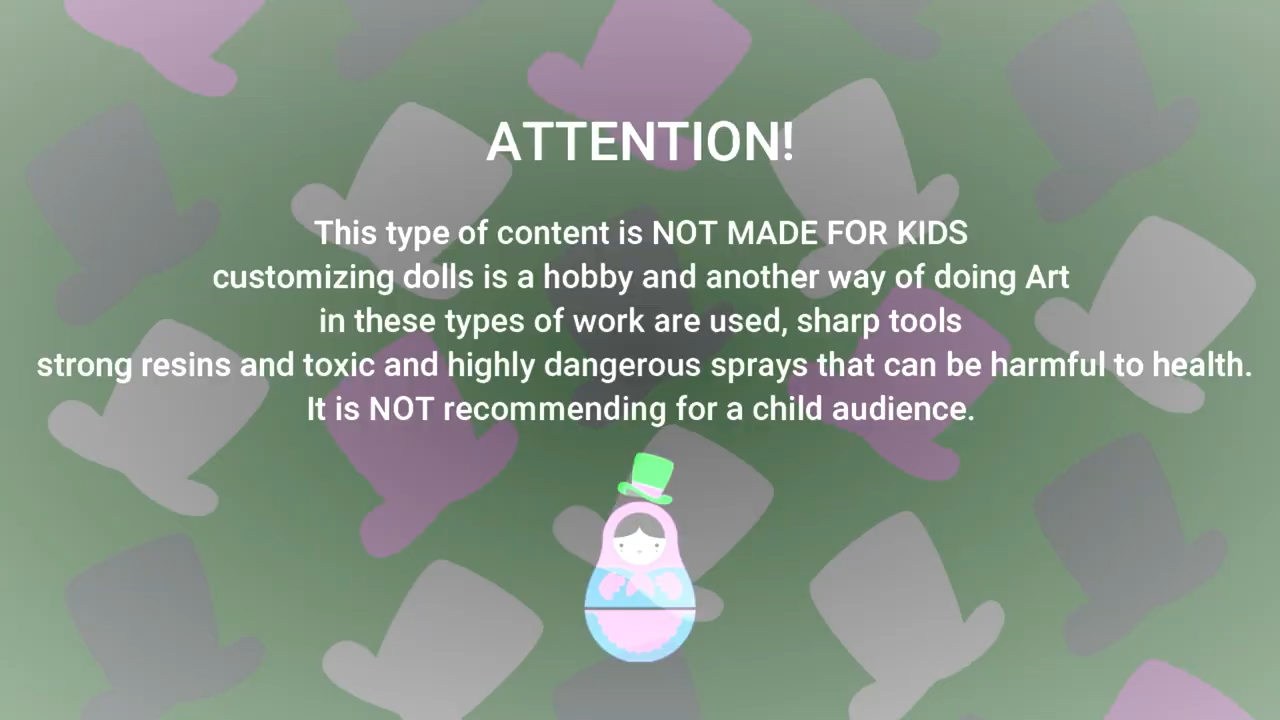 ATTENTION!
This type of content is NOT MADE FOR KIDS
customizing dolls is a hobby and another way of doing Art
in these types of work are used, sharp tools
strong resins and toxic and highly dangerous sprays that can be harmful to health.
It is NOT recommending for a child audience.